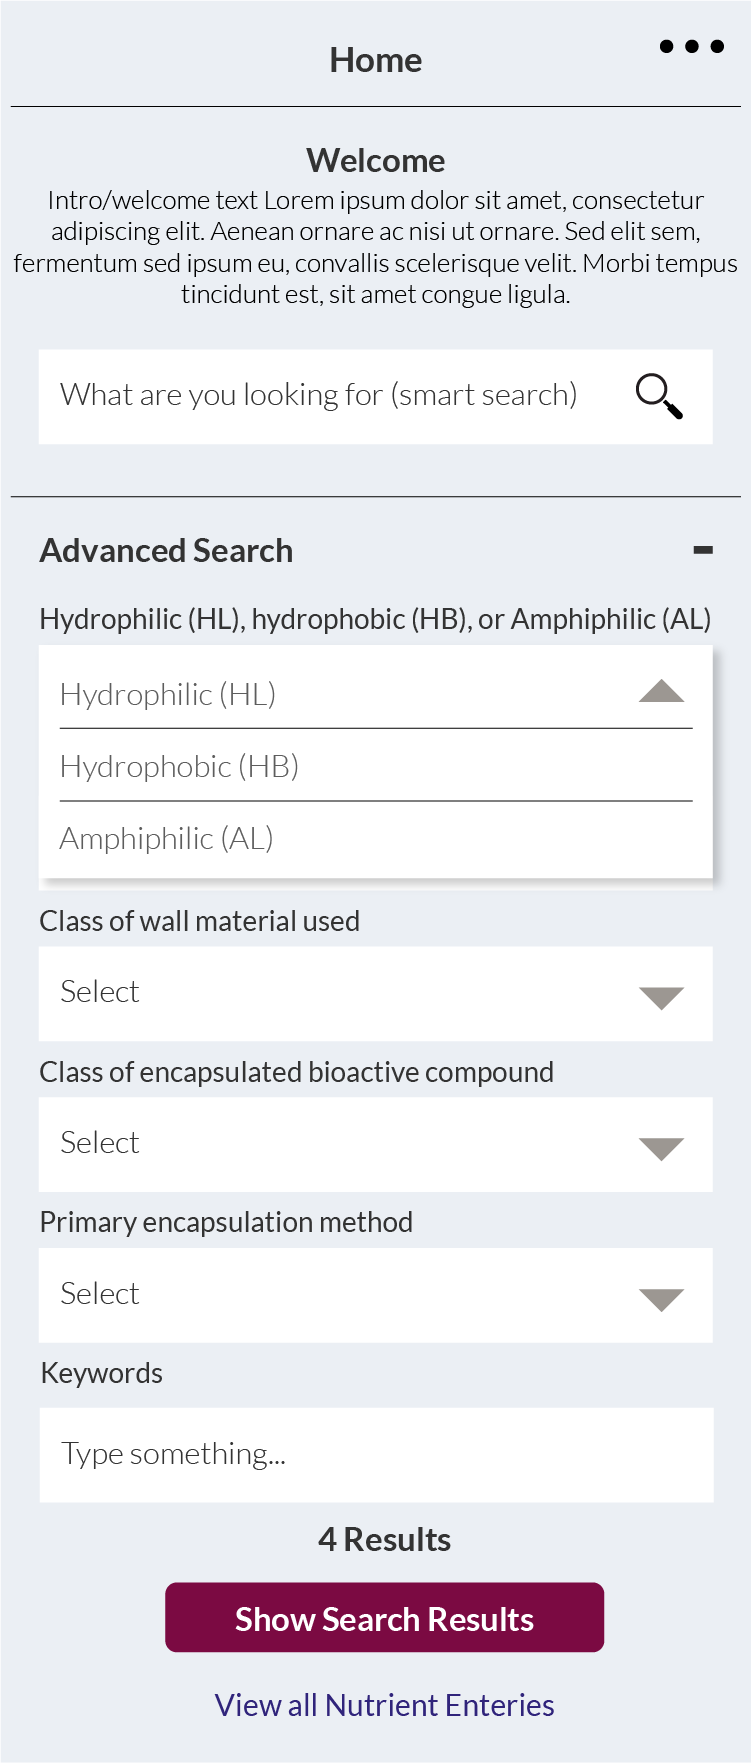 Home
Welcome
Intro/welcome text Lorem ipsum dolor sit amet, consectetur
adipiscing elit. Aenean ornare ac nisi ut ornare. Sed elit sem,
fermentum sed ipsum eu, convallis scelerisque velit. Morbi tempus
tincidunt est, sit amet congue ligula.
What are you looking for (smart search)
Advanced Search
Hydrophilic (HL), hydrophobic (HB), or Amphiphilic (AL)
Hydrophilic (HL)
Hydrophobic (HB)
Amphiphilic (AL)
Class of wall material used
Select
Class of encapsulated bioactive compound
Select
Primary encapsulation method
Select
Keywords
Type something...
4 Results
Show Search Results
View all Nutrient Enteries